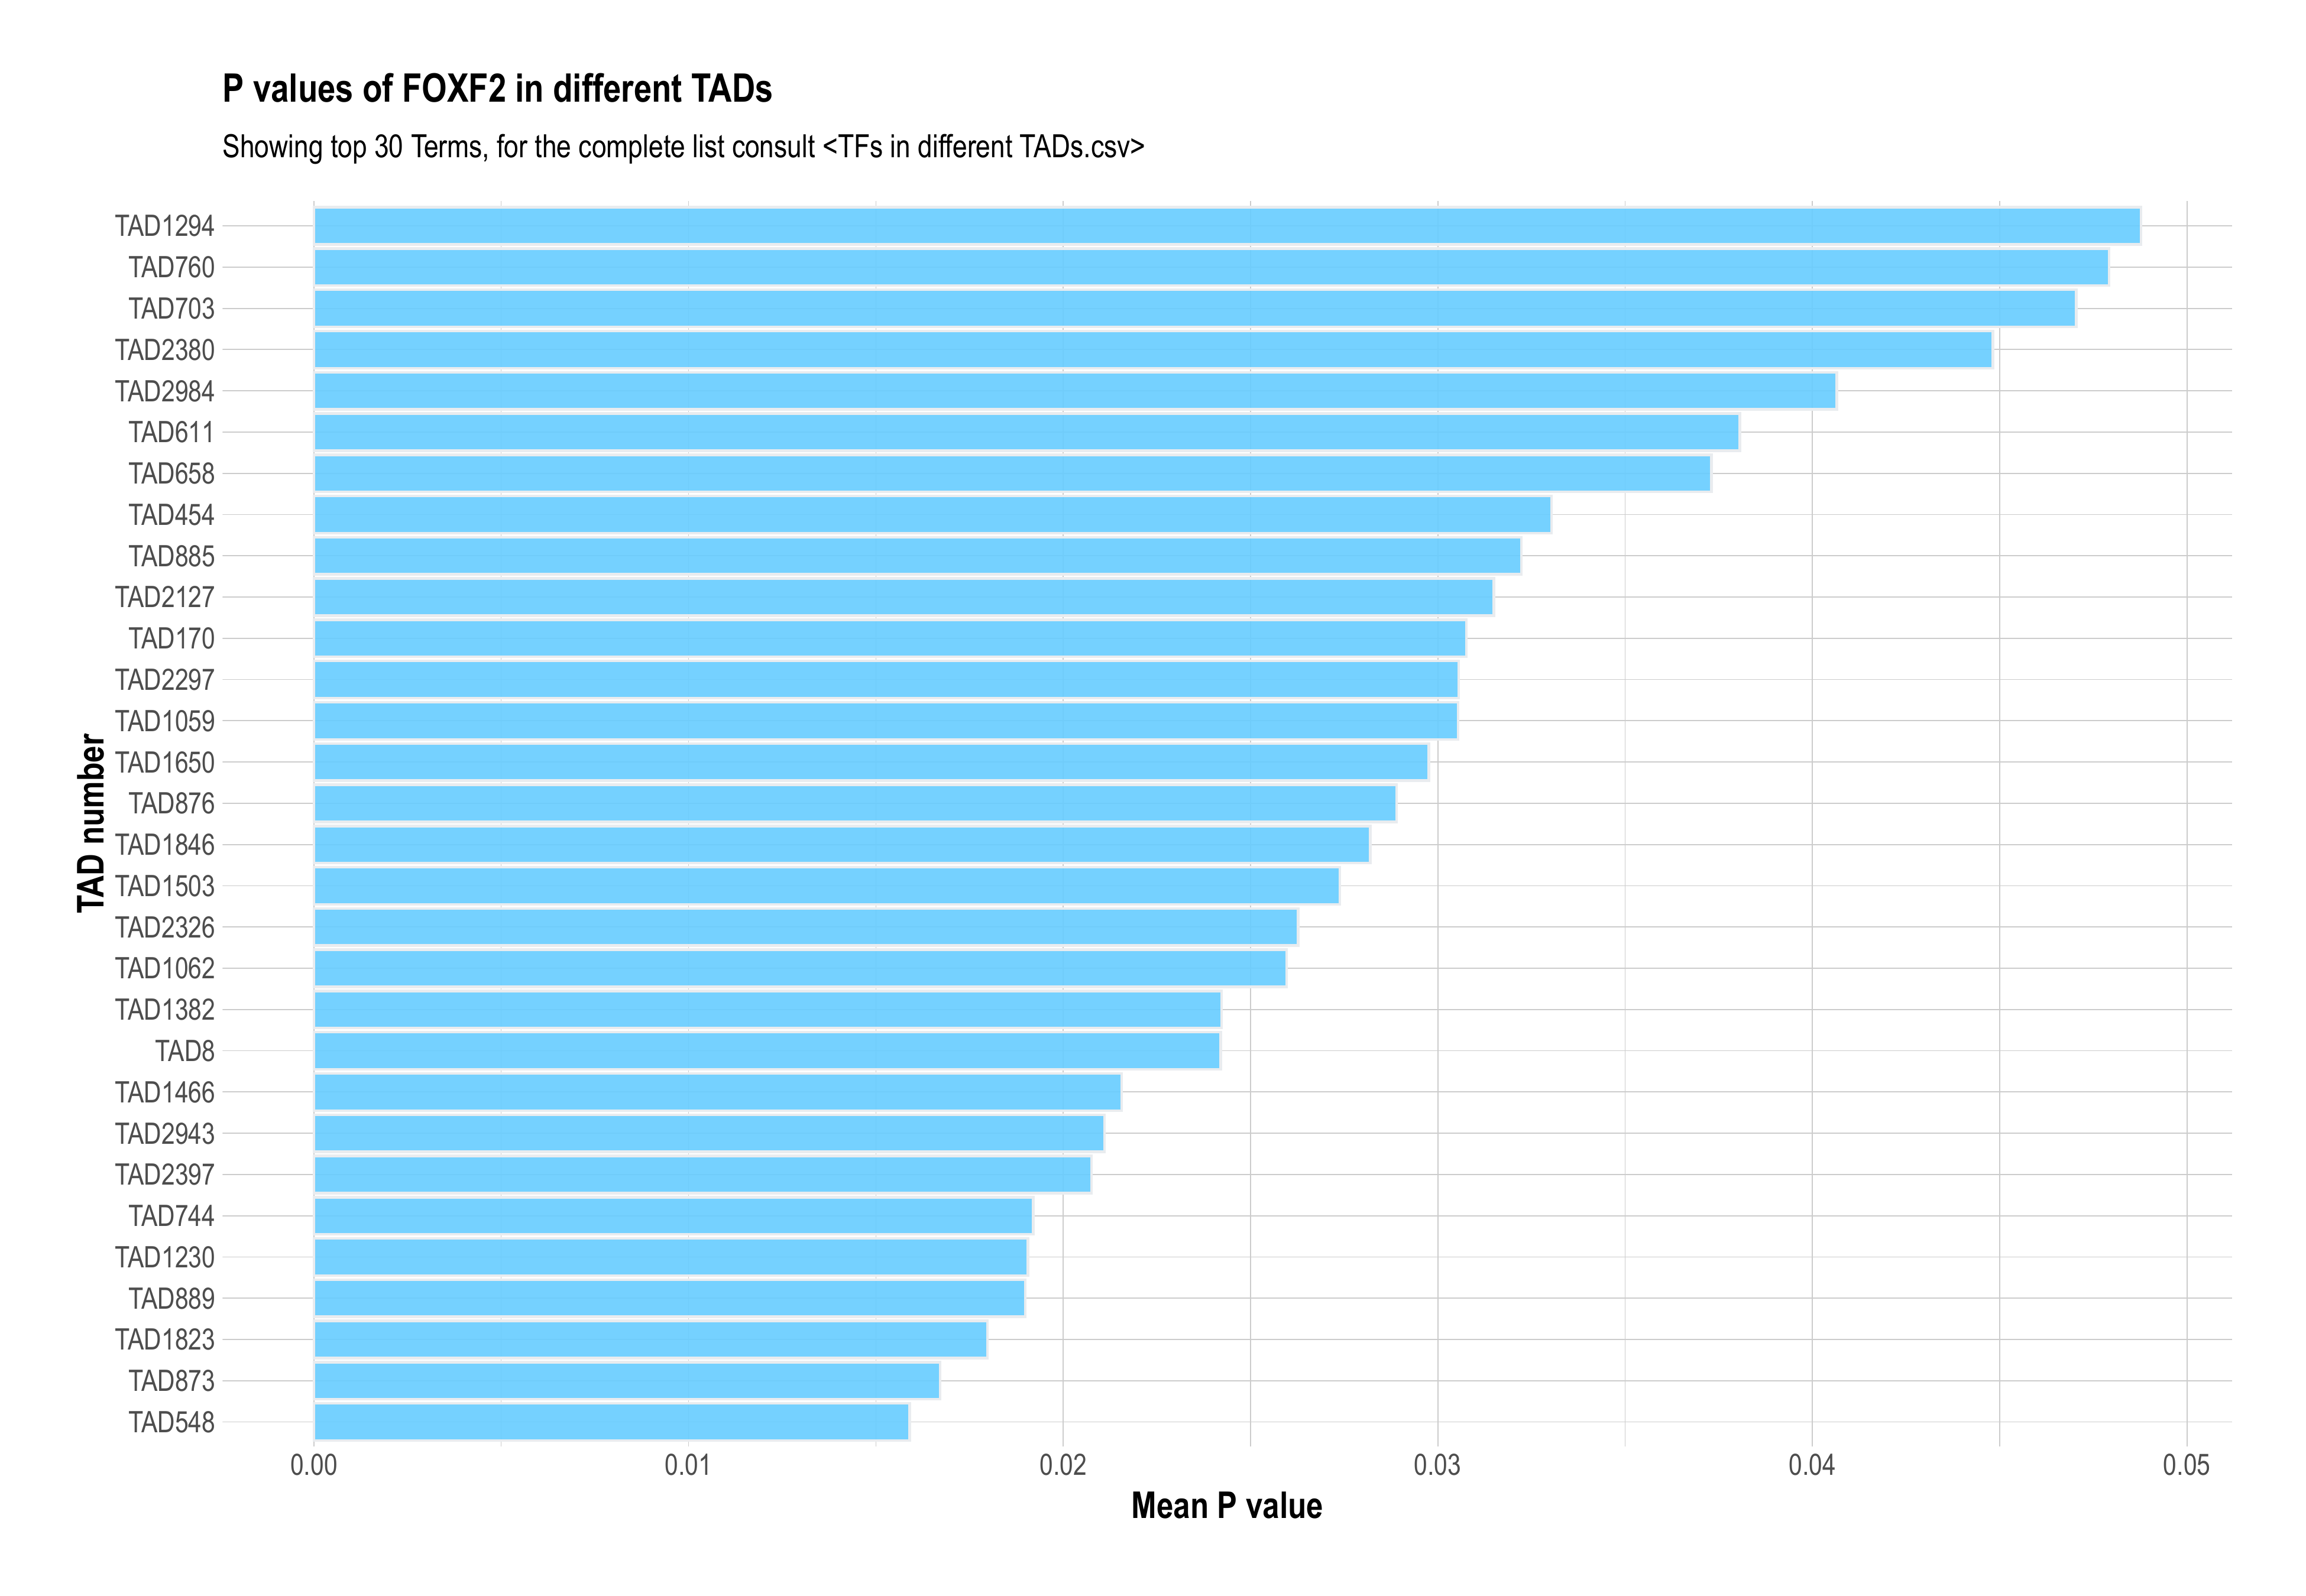 P values of FOXF2 in different TADs
Showing top 30 Terms, for the complete list consult <TFs in different TADs.csv>
TAD number
TAD1294
TAD760
TAD703
TAD2380
TAD2984
TAD611
TAD658
TAD454
TAD885
TAD2127
TAD170
TAD2297
TAD1059
TAD1650
TAD876
TAD1846
TAD1503
TAD2326
TAD1062
TAD1382
TAD8
TAD1466
TAD2943
TAD2397
TAD744
TAD1230
TAD889
TAD1823
TAD873
TAD548
0.00 0.01 0.02 0.03 0.04 0.05
Mean P value